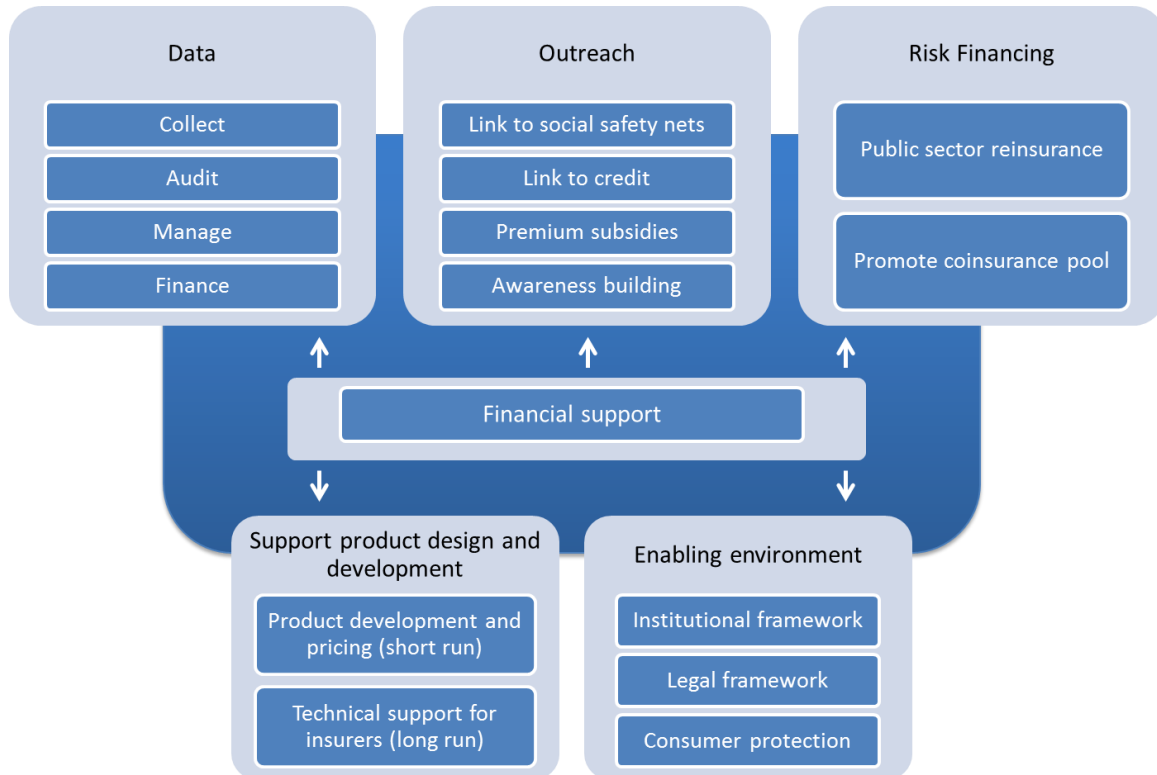 Data
Collect
Audit
Manage
Finance
Outreach
Link to social safety nets
Link to credit
Premium subsidies
Awareness building
Risk Financing
Public sector reinsurance
Promote coinsurance pool
Financial support
Support product design and
development
Product development and
pricing (short run)
Technical support for
insurers (long run)
Enabling environment
Institutional framework
Legal framework
Consumer protection